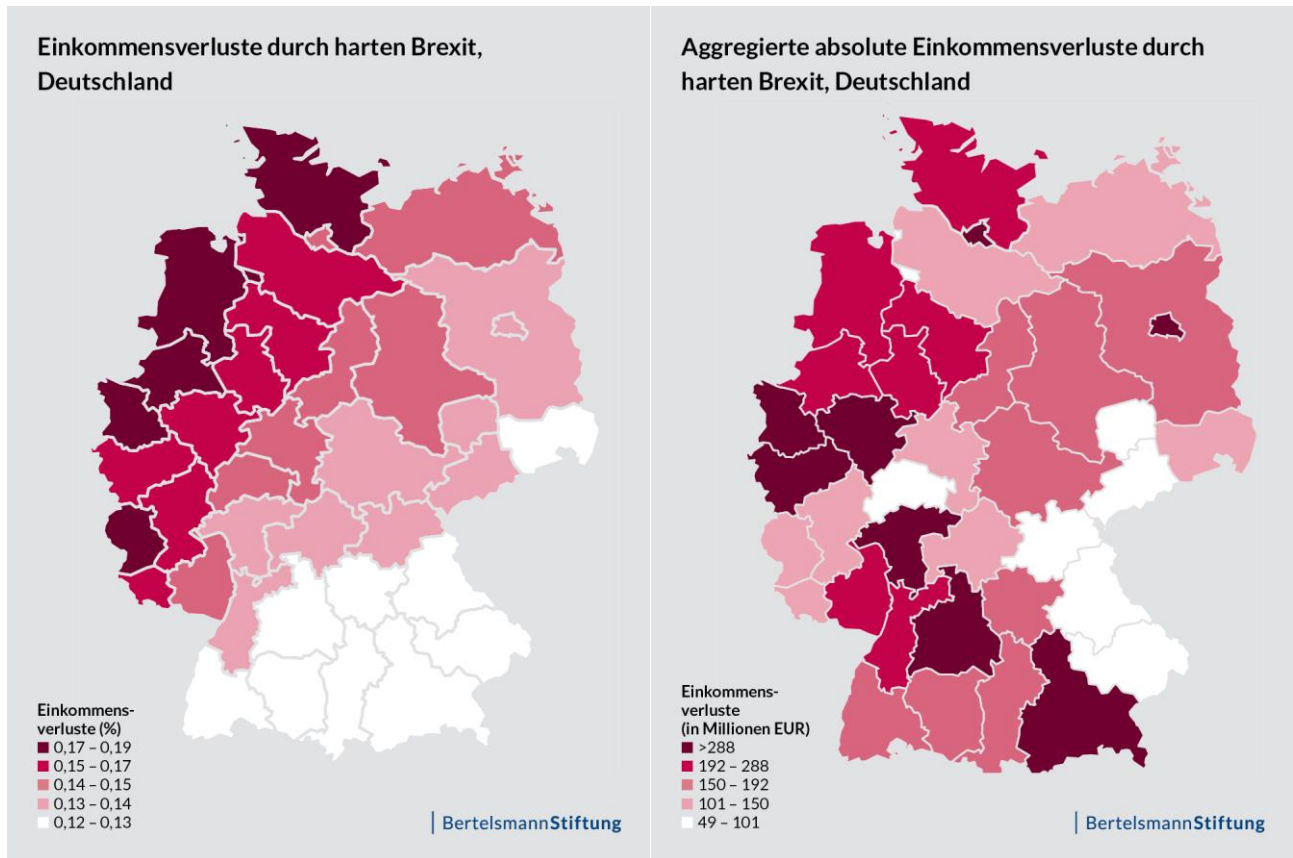 Einkommensverluste durch harten Brexit,
Deutschland
Einkommens-
verluste (%)
0,17 – 0,19
0,15 – 0,17
0,14 – 0,15
0,13 – 0,14
0,12 – 0,13
BertelsmannStiftung
Aggregierte absolute Einkommensverluste durch
harten Brexit, Deutschland
Einkommens-
verluste
(in Millionen EUR)
>288
192 – 288
150 – 192
101 – 150
49 – 101
BertelsmannStiftung